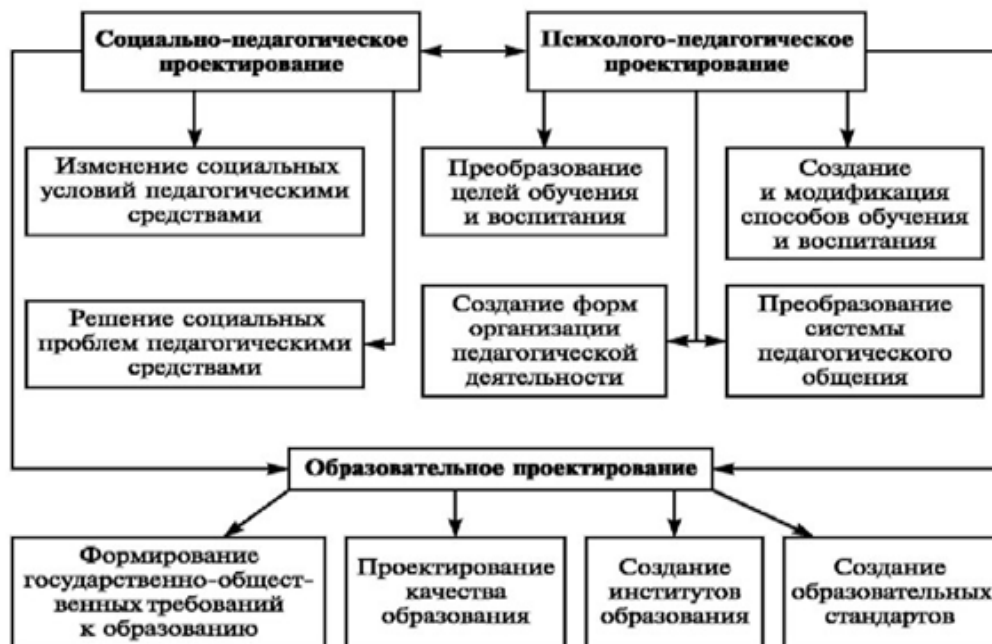 Социально-педагогическое
проектирование
Психолого-педагогическое
проектирование
Изменение социальных
условий педагогическими
средствами
Преобразование
целей обучения
и воспитания
Создание
и модификация
способов обучения
и воспитания
Решение социальных
проблем педагогическими
средствами
Создание форм
организации
педагогической
деятельности
Преобразование
системы
педагогического
общения
Образовательное проектирование
Формирование
государственно-общест-
венных требований
к образованию
Проектирование
качества
образования
Создание
институтов
образования
Создание
образовательных
стандартов